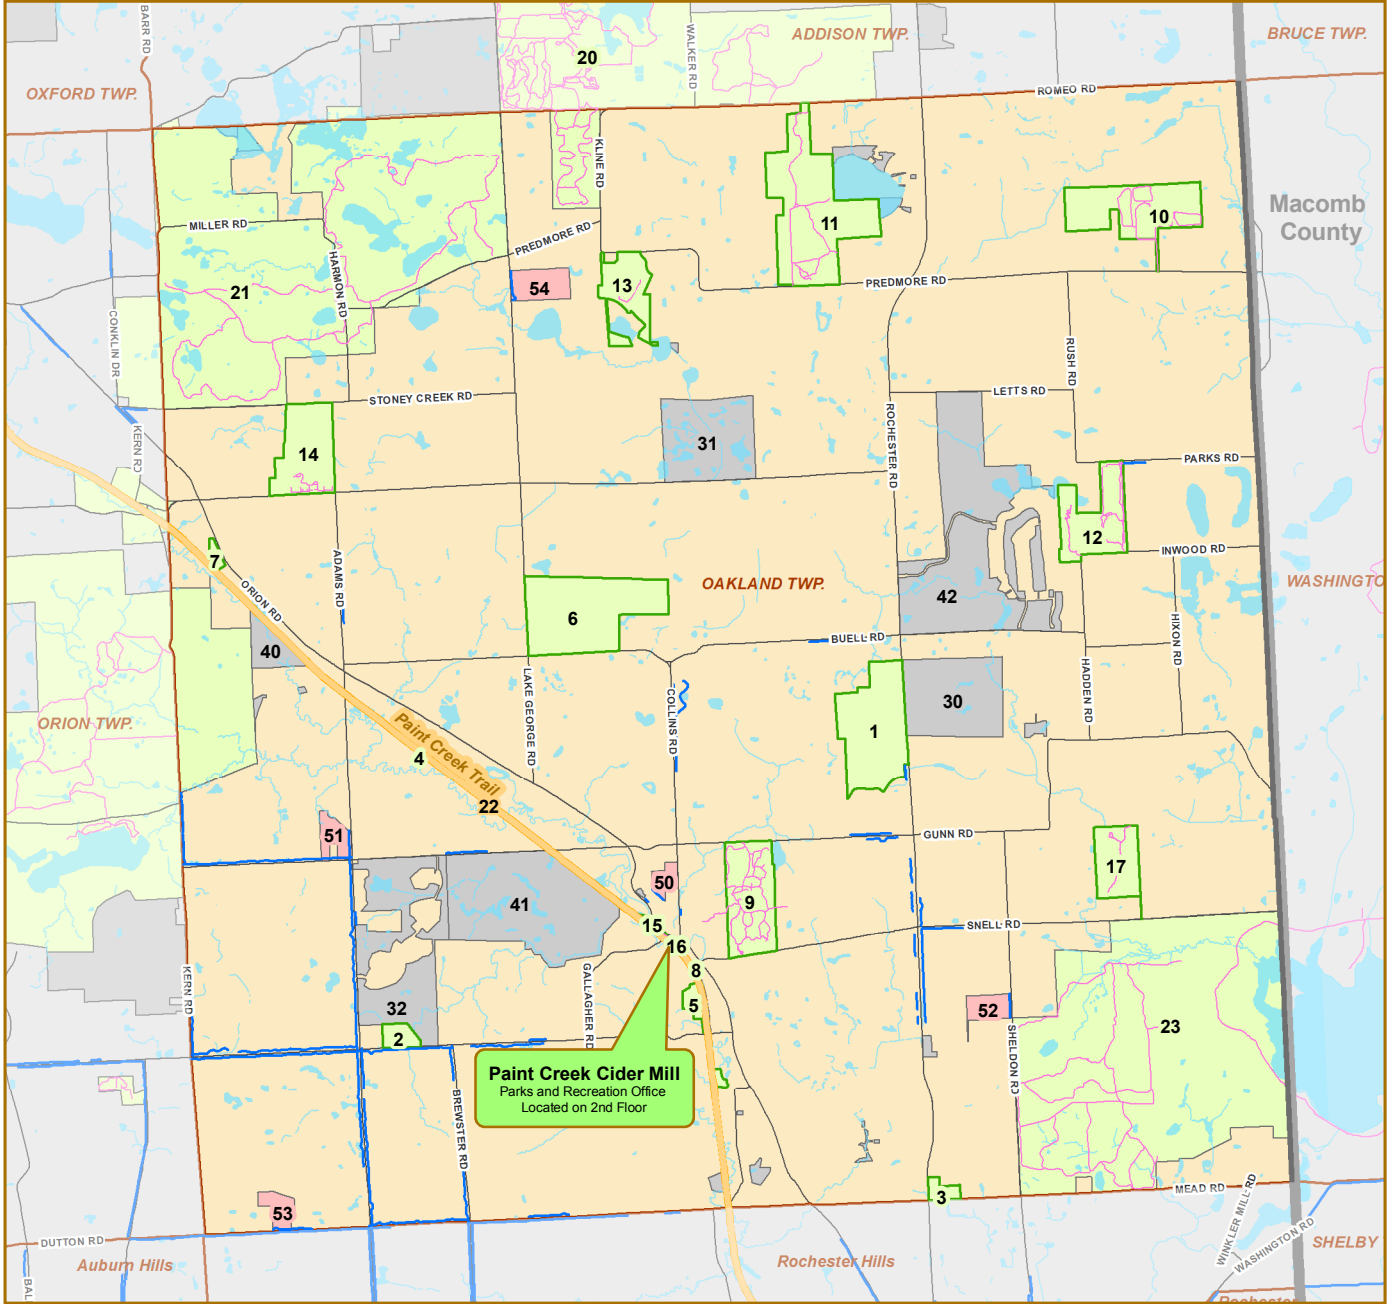 BARR RD
WALKER RD
ADDISON TWP.
BRUCE TWP.
20
OXFORD TWP.
ROMEO RD
KLINE RD
Macomb
County
MILLER RD
11
10
PREDMORE RD
HARMON RD
21
54
13
PREDMORE RD
CONKLIN DR
RUSH RD
STONEY CREEK RD
LETTS RD
ROCHESTER RD
KERN RD
14
31
PARKS RD
12
7
INWOOD RD
ADAMS RD
ORION RD
OAKLAND TWP.
WASHINGTO
42
6
HIXON RD
BUELL RD
40
LAKE GEORGE RD
COLLINS RD
HADDEN RD
30
ORION TWP.
Paint Creek Trail
1
4
22
51
GUNN RD
50
17
41
9
15
SNELL RD
16
KERN RD
GALLAGHER RD
8
5
32
52
23
2
SHELDON RD
Paint Creek Cider Mill
Parks and Recreation Office
Located on 2nd Floor
BREWSTER RD
MEAD RD
3
53
WINKLER MILL RD
WASHINGTON RD
DUTTON RD
SHELBY
Auburn Hills
Rochester Hills
BAL
Rochester